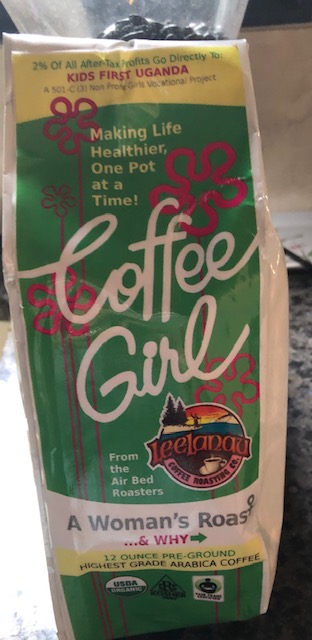 2% Of All After-Tax Profits Go Directly To:
KIDS FIRST UGANDA
A 501-C (3) Non Profit Girls Vocational Project
Making Life
Healthier,
One Pot
at a
Time!
Coffee
Girl
Leelanau
COFFEE ROASTING CO.
From
the
Air Bed
Roasters
A Woman's Roast
...& WHY
12 OUNCE PRE-GROUND
HIGHEST GRADE ARABICA COFFEE
USDA
ORGANIC